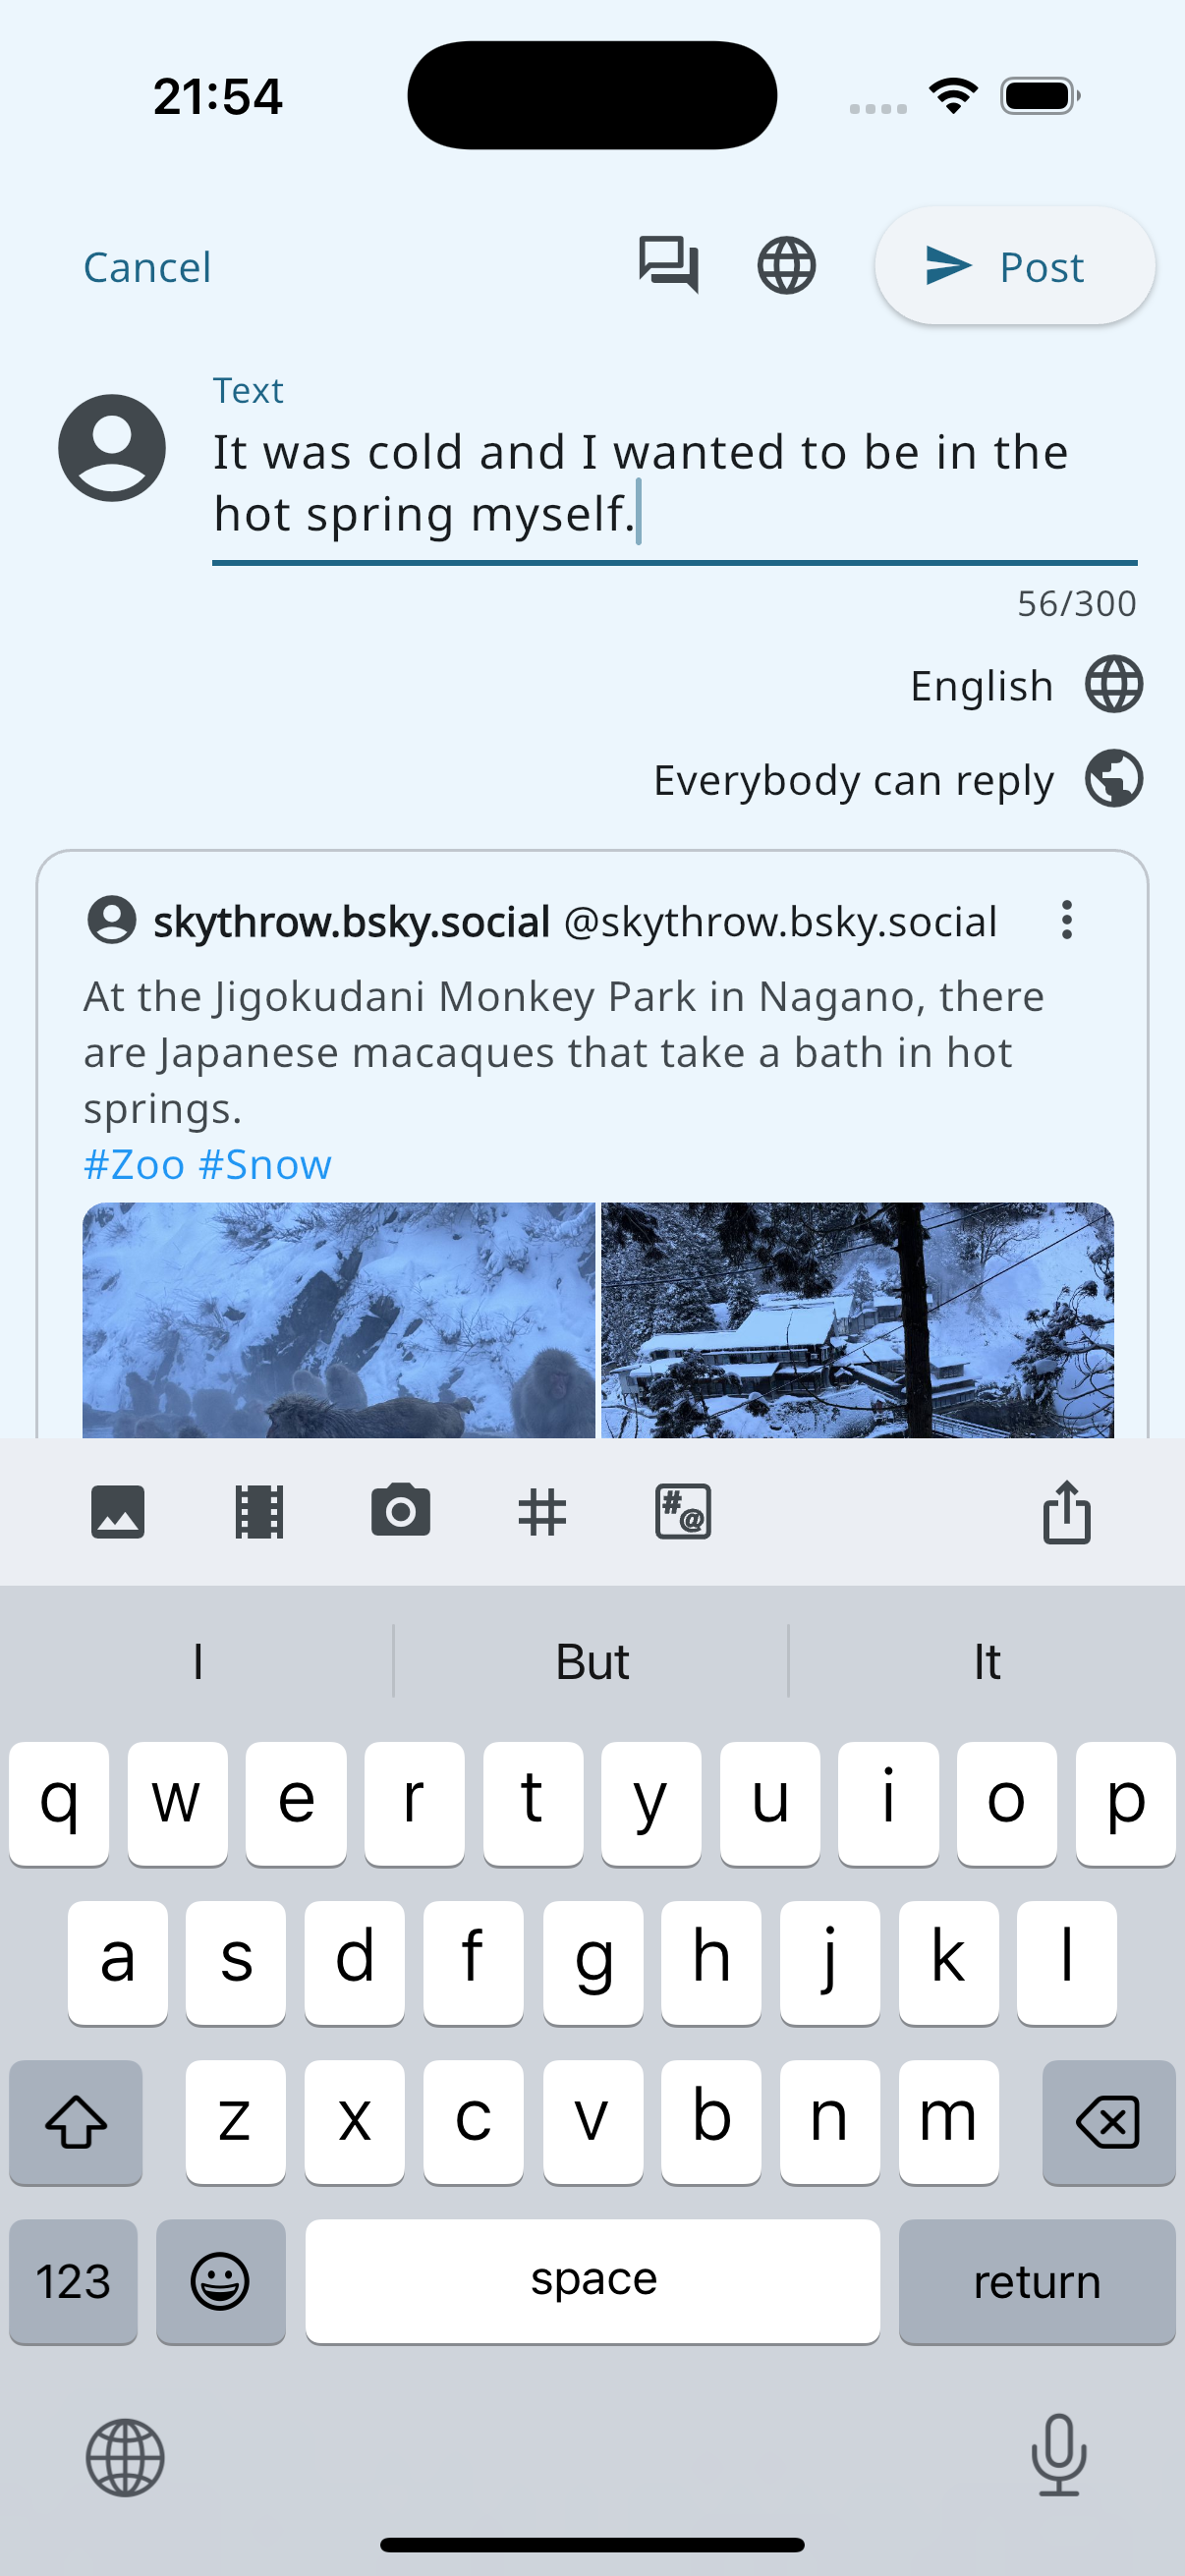 21:54
Cancel
Post
Text
It was cold and I wanted to be in the
hot spring myself.
56/300
English
Everybody can reply
skythrow.bsky.social @skythrow.bsky.social
At the Jigokudani Monkey Park in Nagano, there
are Japanese macaques that take a bath in hot
springs.
#Zoo #Snow
#@
I But It
q w e r t y u i o p
a s d f g h j k l
z x c v b n m
123 space return